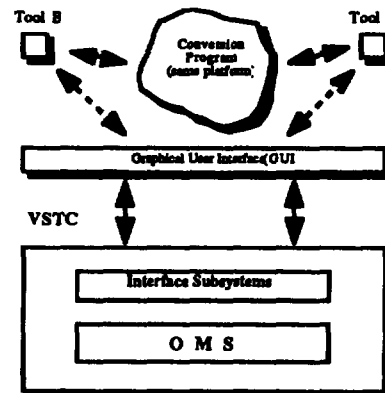 Tool B
Tool
Conversion
Program
(same platform)
Graphical User Interface(GUI
VSTC
Interface Subsystems
O M S